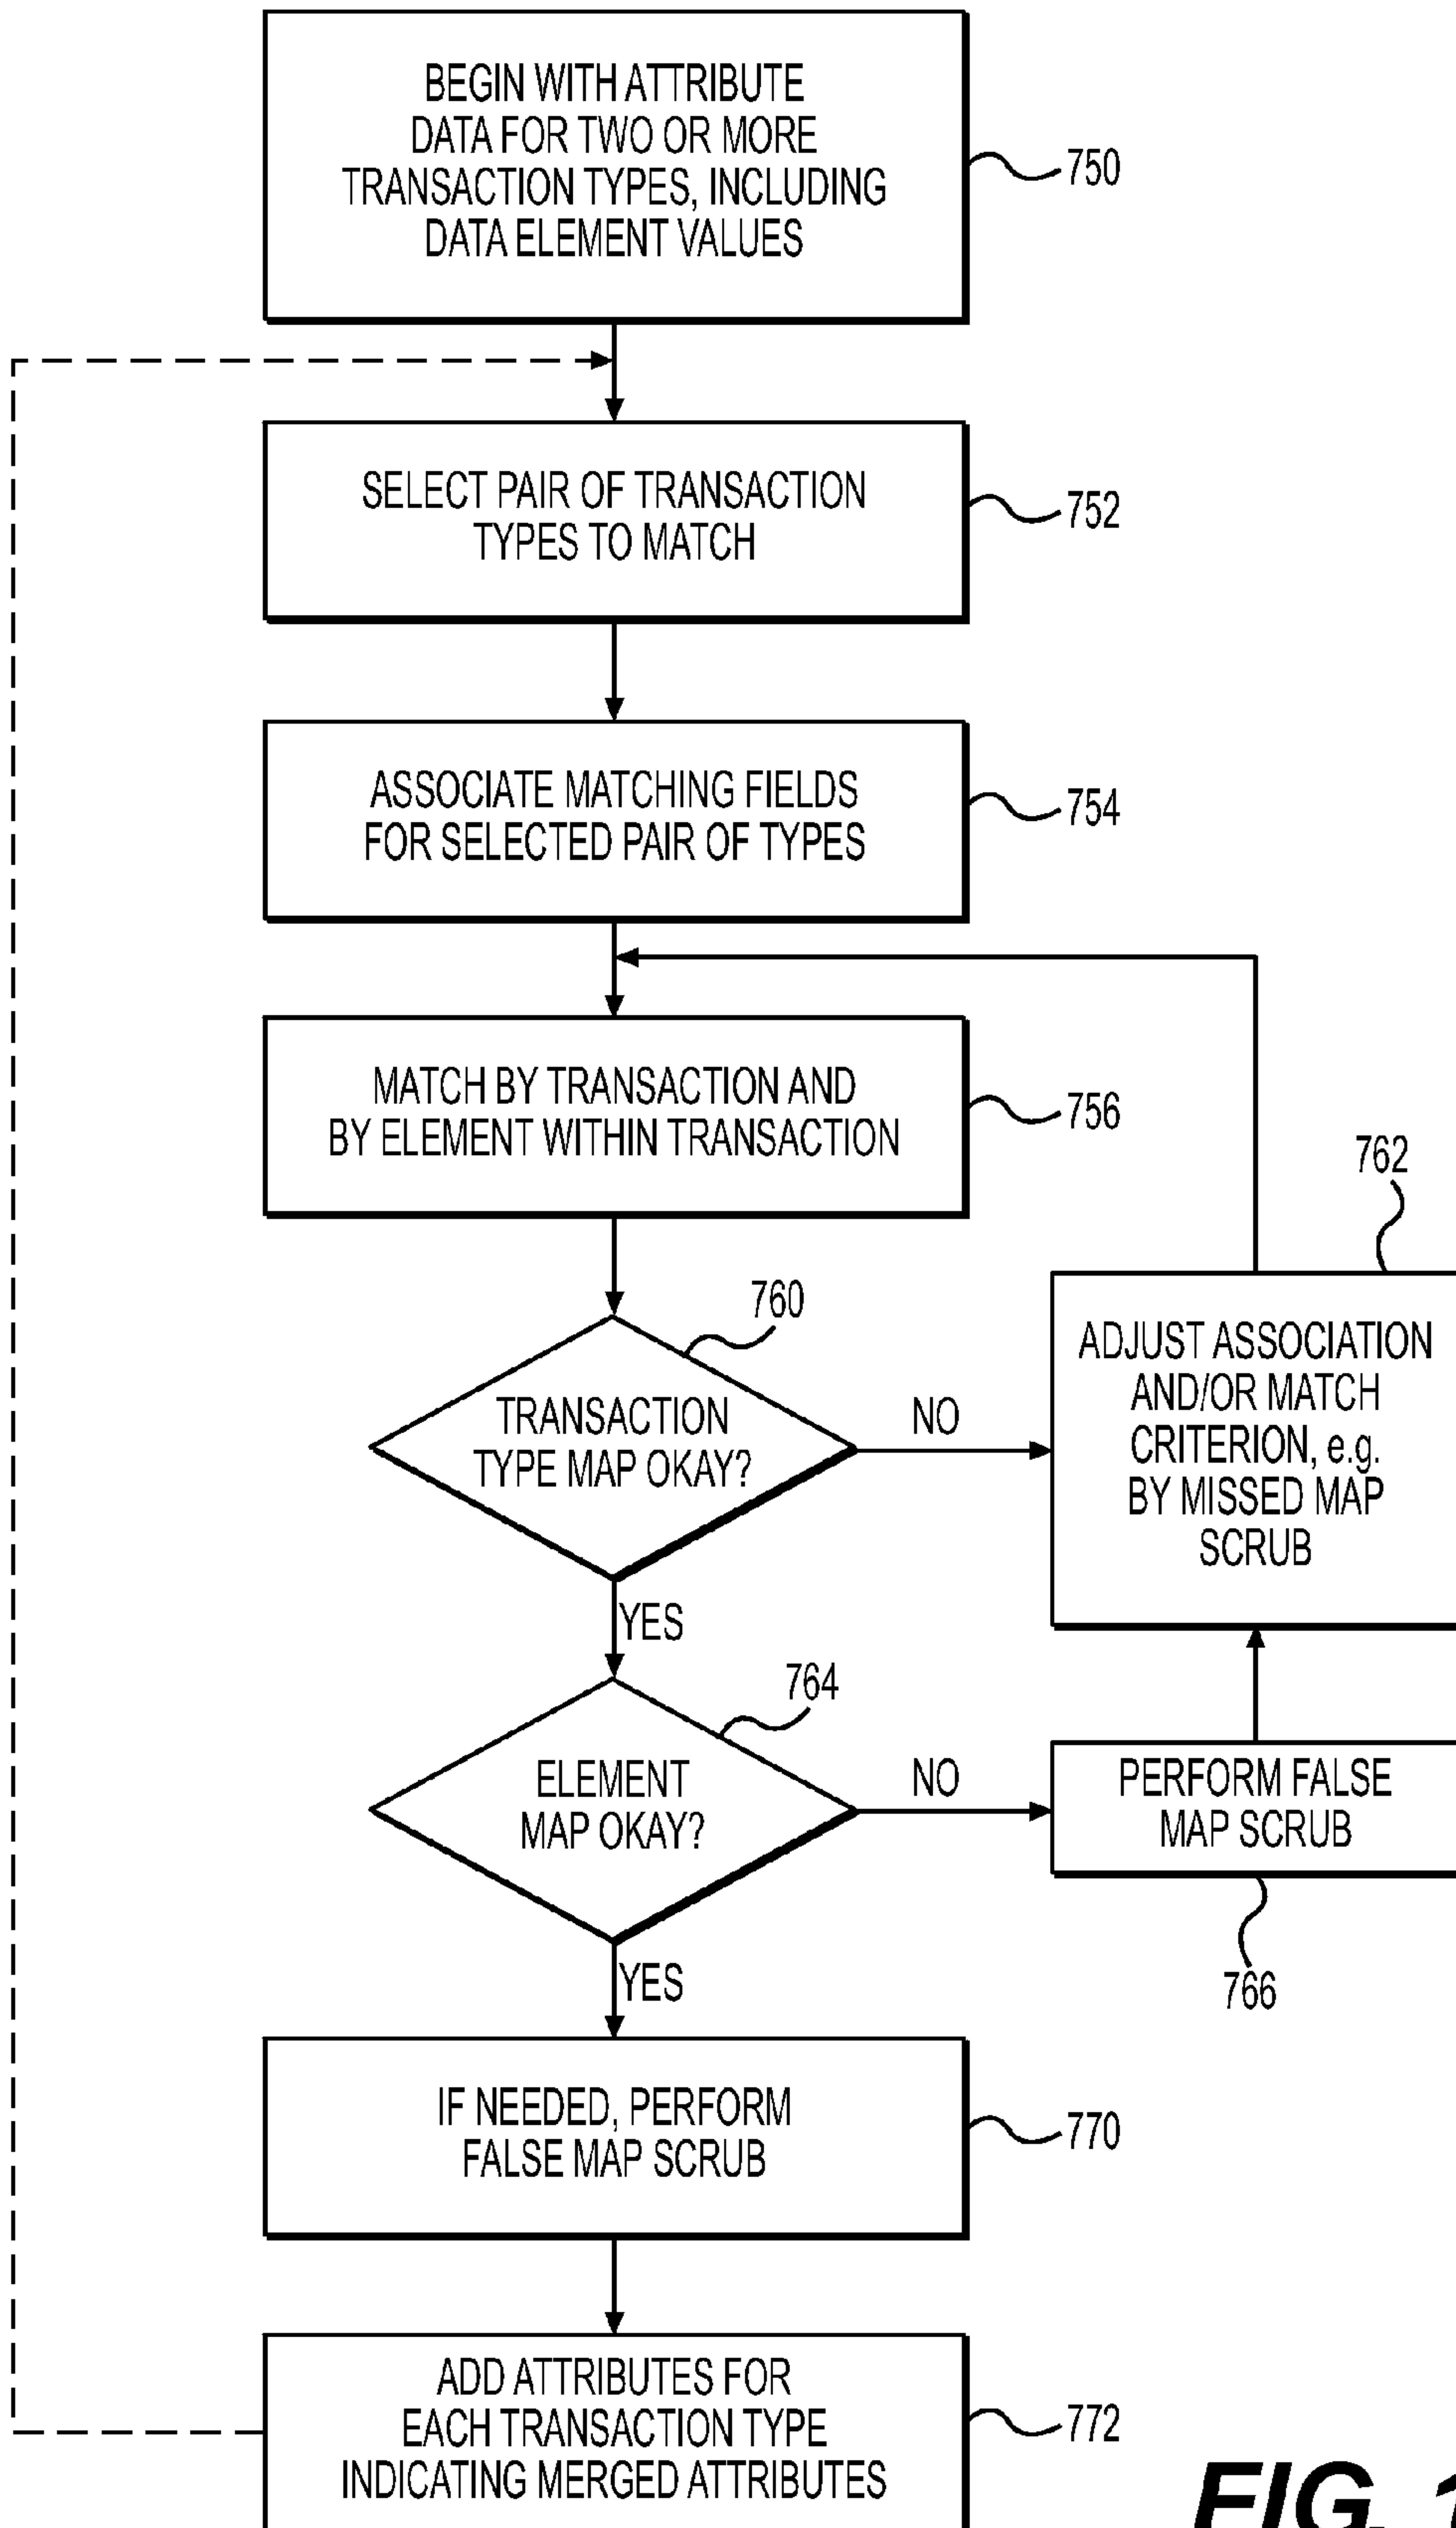 BEGIN WITH ATTRIBUTE
DATA FOR TWO OR MORE
TRANSACTION TYPES, INCLUDING
DATA ELEMENT VALUES
750
SELECT PAIR OF TRANSACTION
TYPES TO MATCH
752
ASSOCIATE MATCHING FIELDS
FOR SELECTED PAIR OF TYPES
754
MATCH BY TRANSACTION AND
BY ELEMENT WITHIN TRANSACTION
756
762
760
TRANSACTION
TYPE MAP OKAY?
NO
ADJUST ASSOCIATION
AND/OR MATCH
CRITERION, e.g.
BY MISSED MAP
SCRUB
YES
764
ELEMENT
MAP OKAY?
NO
PERFORM FALSE
MAP SCRUB
766
YES
IF NEEDED, PERFORM
FALSE MAP SCRUB
770
ADD ATTRIBUTES FOR
EACH TRANSACTION TYPE
INDICATING MERGED ATTRIBUTES
772
FIG.